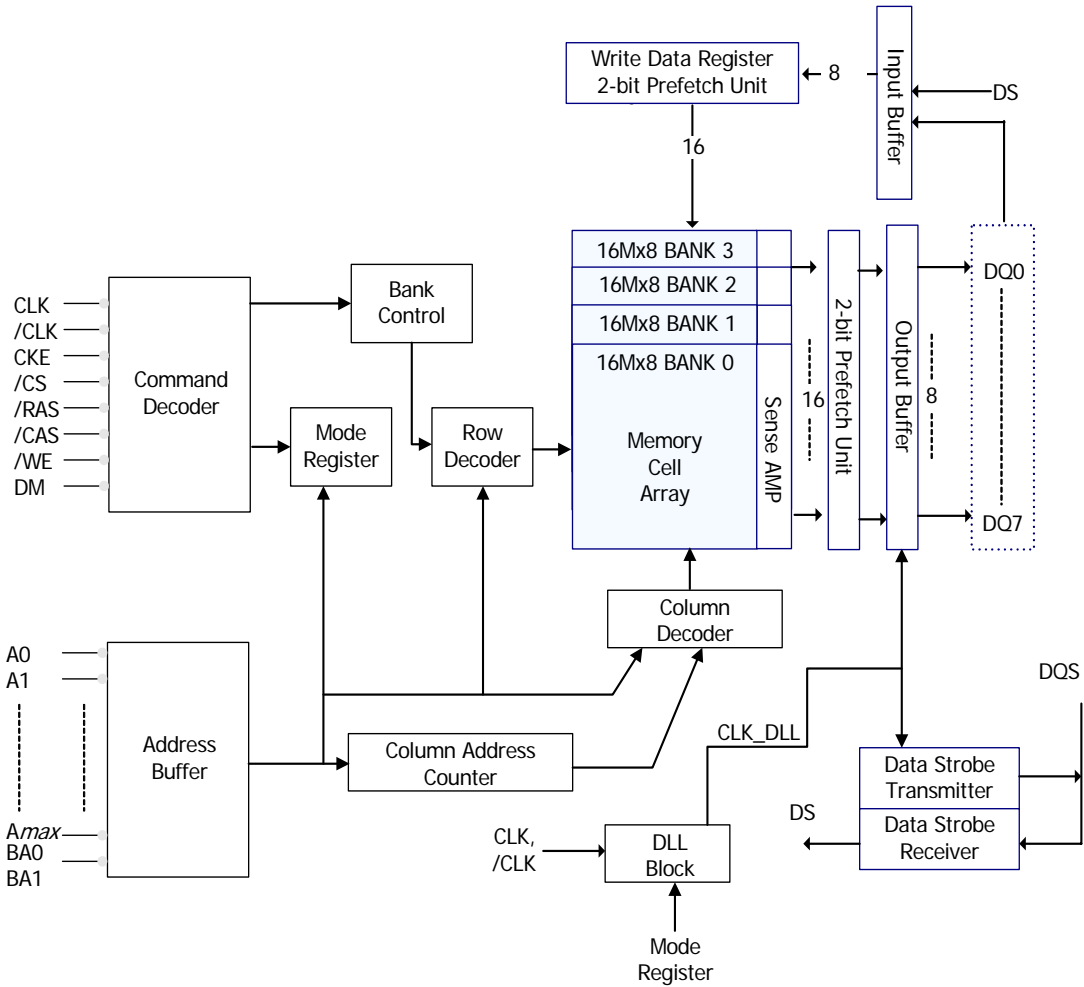 Write Data Register
2-bit Prefetch Unit
8
Input Buffer
DS
16
16Mx8 BANK 3
16Mx8 BANK 2
16Mx8 BANK 1
16Mx8 BANK 0
Memory
Cell
Array
Sense AMP
16
2-bit Prefetch Unit
Output Buffer
8
DQ0
DQ7
CLK
/CLK
CKE
/CS
/RAS
/CAS
/WE
DM
Command
Decoder
Bank
Control
Mode
Register
Row
Decoder
Column
Decoder
A0
A1
Amax
BA0
BA1
Address
Buffer
Column Address
Counter
CLK_DLL
CLK,
/CLK
DLL
Block
Mode
Register
DQS
Data Strobe
Transmitter
DS
Data Strobe
Receiver